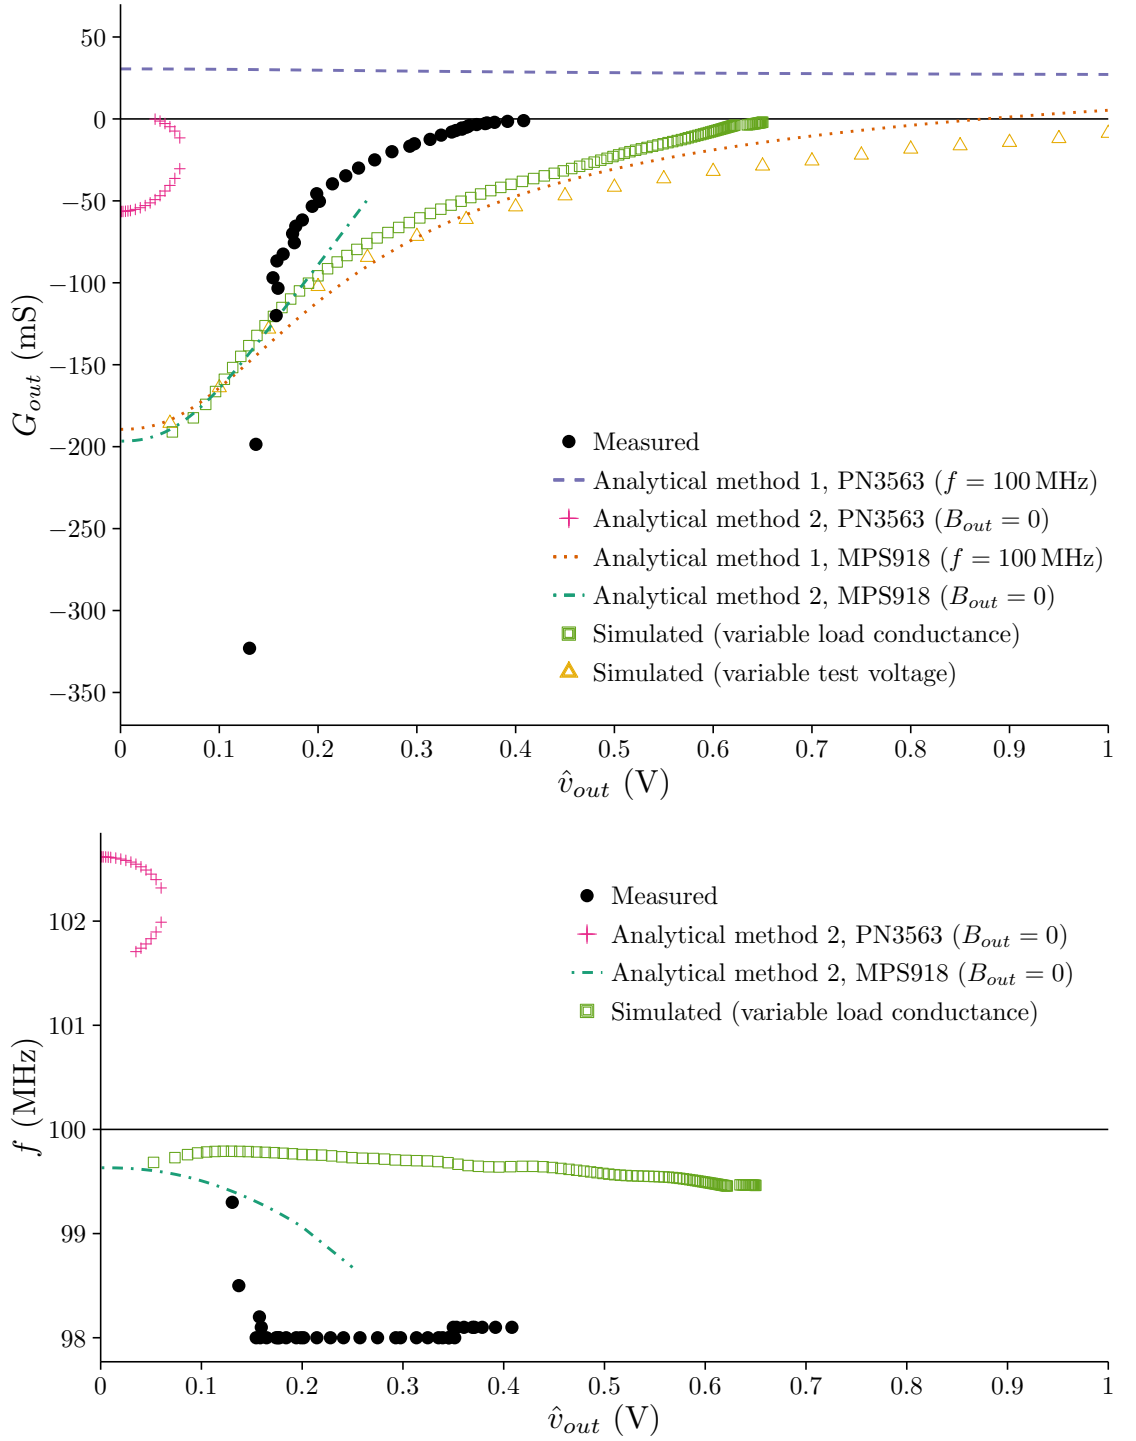 50
0
−50
−100
−150
−200
−250
−300
−350
G_out (mS)
Measured
Analytical method 1, PN3563 (f = 100 MHz)
Analytical method 2, PN3563 (B_out = 0)
Analytical method 1, MPS918 (f = 100 MHz)
Analytical method 2, MPS918 (B_out = 0)
Simulated (variable load conductance)
Simulated (variable test voltage)
0 0.1 0.2 0.3 0.4 0.5 0.6 0.7 0.8 0.9 1
v̂_out (V)
102
101
100
99
98
f (MHz)
Measured
Analytical method 2, PN3563 (B_out = 0)
Analytical method 2, MPS918 (B_out = 0)
Simulated (variable load conductance)
0 0.1 0.2 0.3 0.4 0.5 0.6 0.7 0.8 0.9 1
v̂_out (V)